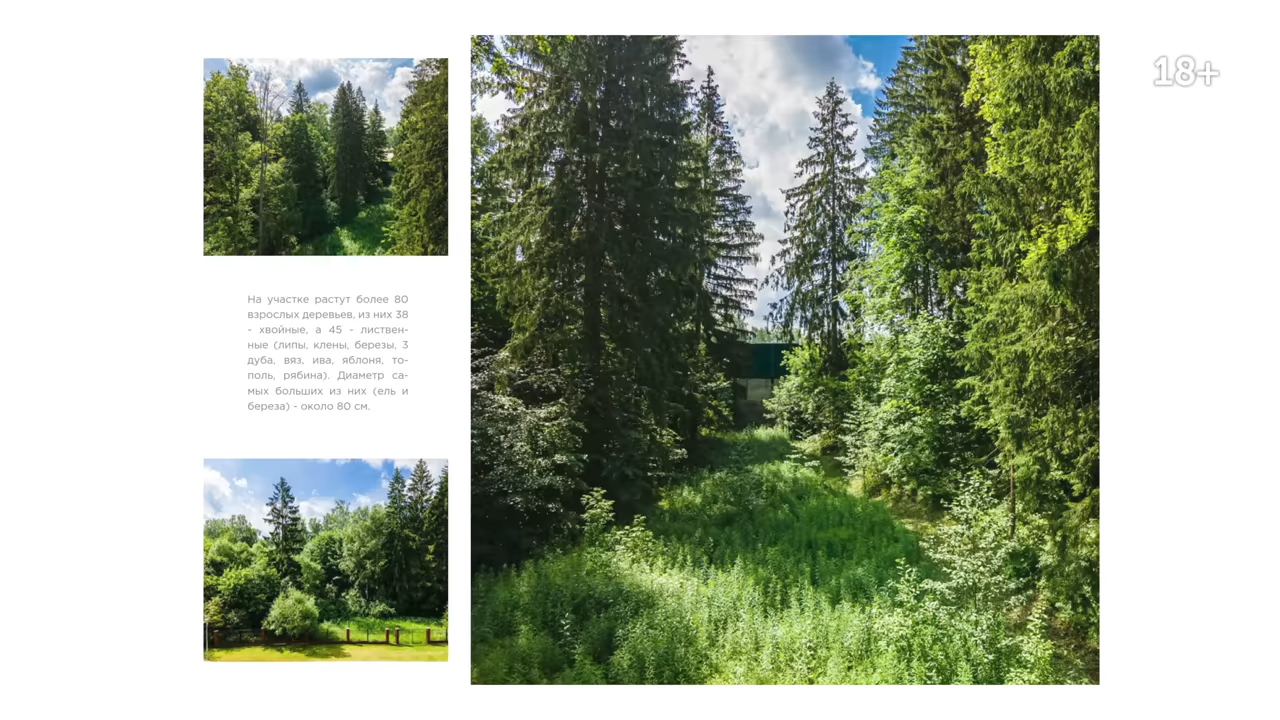 18+
На участке растут более 80
взрослых деревьев, из них 38
- хвойные, а 45 - листвен-
ные (липы, клены, березы, 3
дуба, вяз, ива, яблоня, то-
поль, рябина). Диаметр са-
мых больших из них (ель и
береза) - около 80 см.